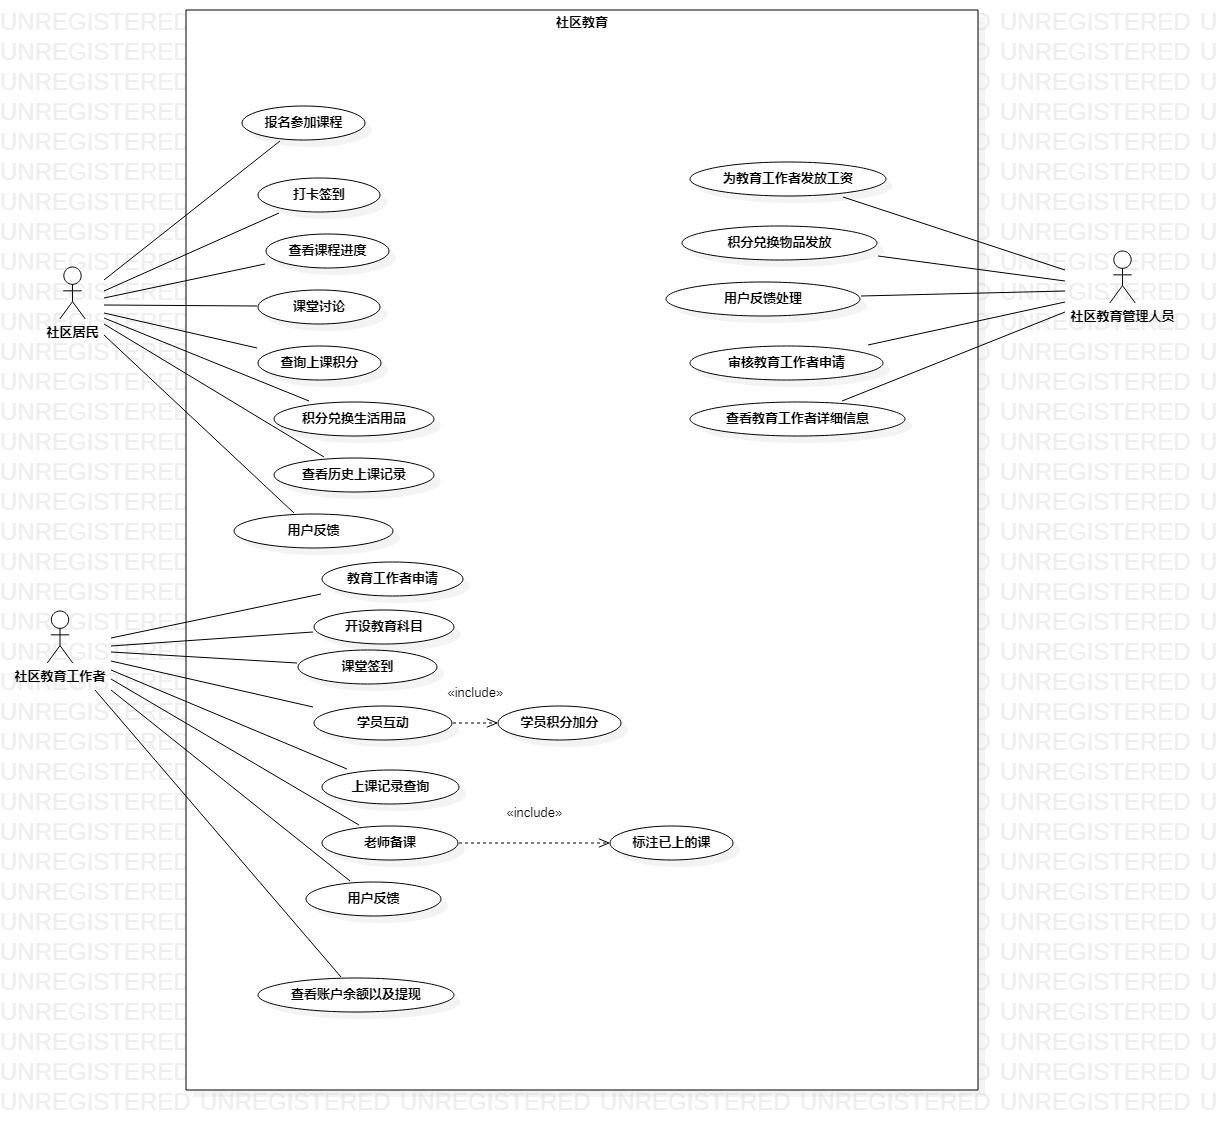 社区教育
报名参加课程
打卡签到
查看课程进度
课堂讨论
查询上课积分
积分兑换生活用品
查看历史上课记录
用户反馈
社区居民
为教育工作者发放工资
积分兑换物品发放
用户反馈处理
审核教育工作者申请
查看教育工作者详细信息
社区教育管理人员
教育工作者申请
开设教育科目
课堂签到
社区教育工作者
学员互动
«include»
学员积分加分
上课记录查询
老师备课
«include»
标注已上的课
用户反馈
查看账户余额以及提现
UNREGISTERED UNREGISTERED UNREGISTERED UNREGISTERED UNREGISTERED UNREGISTERED U